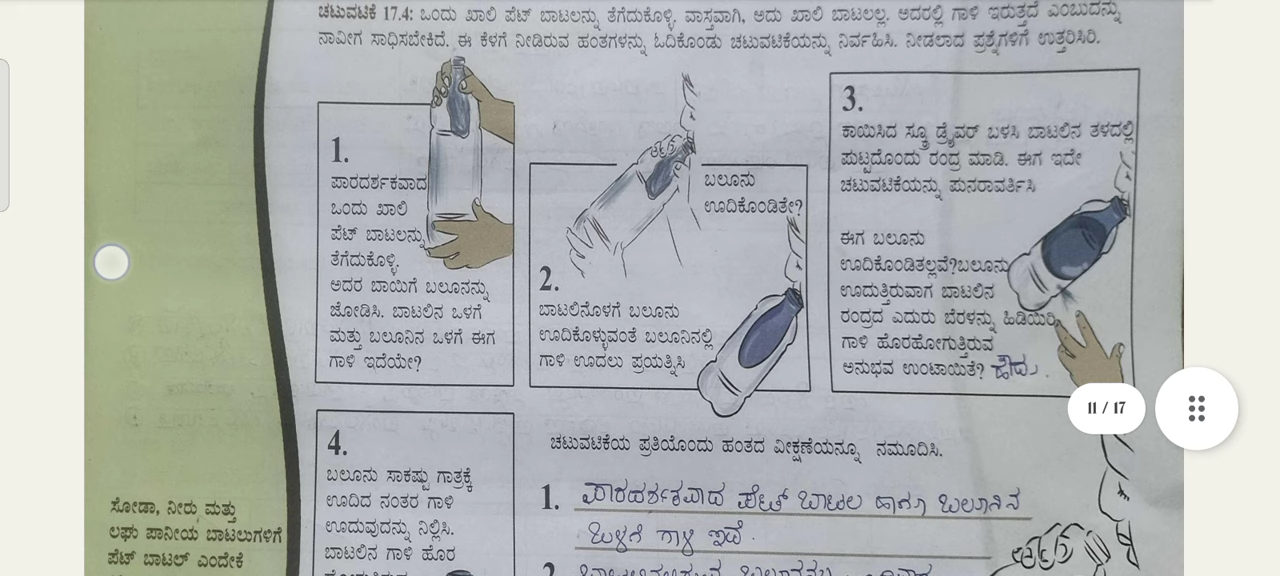 ಚಟುವಟಿಕೆ 17.4: ಒಂದು ಖಾಲಿ ಪೆಟ್ ಬಾಟಲನ್ನು ತೆಗೆದುಕೊಳ್ಳಿ. ವಾಸ್ತವಾಗಿ, ಅದು ಖಾಲಿ ಬಾಟಲಲ್ಲ. ಅದರಲ್ಲಿ ಗಾಳಿ ಇರುತ್ತದೆ ಎಂಬುದನ್ನು
ನಾವೀಗ ಸಾಧಿಸಬೇಕಿದೆ. ಈ ಕೆಳಗೆ ನೀಡಿರುವ ಹಂತಗಳನ್ನು ಓದಿಕೊಂಡು ಚಟುವಟಿಕೆಯನ್ನು ನಿರ್ವಹಿಸಿ. ನೀಡಲಾದ ಪ್ರಶ್ನೆಗಳಿಗೆ ಉತ್ತರಿಸಿರಿ.
1.
ಪಾರದರ್ಶಕವಾದ
ಒಂದು ಖಾಲಿ
ಪೆಟ್ ಬಾಟಲನ್ನು
ತೆಗೆದುಕೊಳ್ಳಿ.
ಅದರ ಬಾಯಿಗೆ ಬಲೂನನ್ನು
ಜೋಡಿಸಿ. ಬಾಟಲಿನ ಒಳಗೆ
ಮತ್ತು ಬಲೂನಿನ ಒಳಗೆ ಈಗ
ಗಾಳಿ ಇದೆಯೇ?
ಬಲೂನು
ಊದಿಕೊಂಡಿತೇ?
2.
ಬಾಟಲಿನೊಳಗೆ ಬಲೂನು
ಊದಿಕೊಳ್ಳುವಂತೆ ಬಲೂನಿನಲ್ಲಿ
ಗಾಳಿ ಊದಲು ಪ್ರಯತ್ನಿಸಿ
3.
ಕಾಯಿಸಿದ ಸ್ಕ್ರೂ ಡ್ರೈವರ್ ಬಳಸಿ ಬಾಟಲಿನ ತಳದಲ್ಲಿ
ಪುಟ್ಟದೊಂದು ರಂದ್ರ ಮಾಡಿ. ಈಗ ಇದೇ
ಚಟುವಟಿಕೆಯನ್ನು ಪುನರಾವರ್ತಿಸಿ
ಈಗ ಬಲೂನು
ಊದಿಕೊಂಡಿತಲ್ಲವೆ?ಬಲೂನು
ಊದುತ್ತಿರುವಾಗ ಬಾಟಲಿನ
ರಂದ್ರದ ಎದುರು ಬೆರಳನ್ನು ಹಿಡಿಯಿರಿ.
ಗಾಳಿ ಹೊರಹೋಗುತ್ತಿರುವ
ಅನುಭವ ಉಂಟಾಯಿತೆ? ಹೌದು.
11 / 17
4.
ಬಲೂನು ಸಾಕಷ್ಟು ಗಾತ್ರಕ್ಕೆ
ಊದಿದ ನಂತರ ಗಾಳಿ
ಊದುವುದನ್ನು ನಿಲ್ಲಿಸಿ.
ಬಾಟಲಿನ ಗಾಳಿ ಹೊರ
ಚಟುವಟಿಕೆಯ ಪ್ರತಿಯೊಂದು ಹಂತದ ವೀಕ್ಷಣೆಯನ್ನೂ ನಮೂದಿಸಿ.
1. ಪಾರದರ್ಶಕವಾದ ಪೆಟ್ ಬಾಟಲ ಹಾಗೂ ಬಲೂನಿನ
ಒಳಗೆ ಗಾಳಿ ಇದೆ.
ಸೋಡಾ, ನೀರು ಮತ್ತು
ಲಘು ಪಾನೀಯ ಬಾಟಲುಗಳಿಗೆ
ಪೆಟ್ ಬಾಟಲ್ ಎಂದೇಕೆ